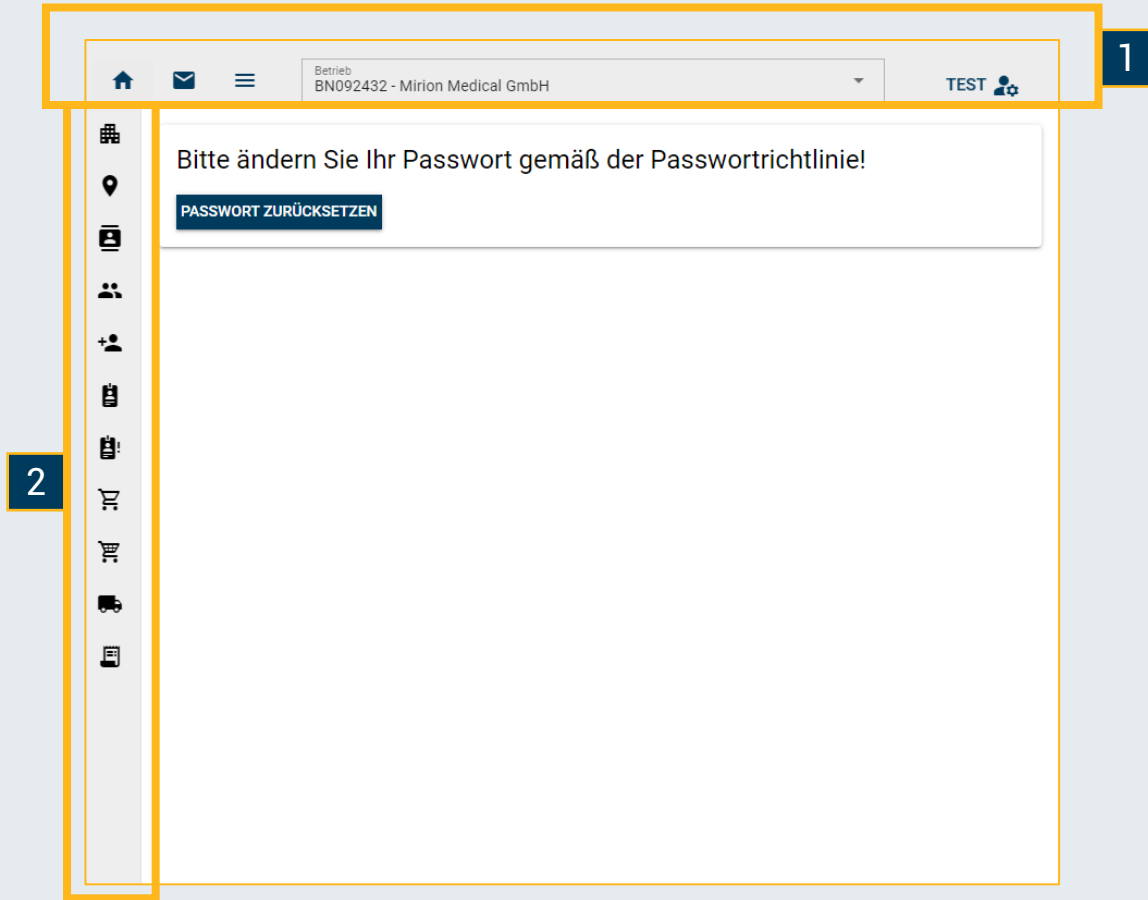 1
Betrieb
BN092432 - Mirion Medical GmbH
TEST
Bitte ändern Sie Ihr Passwort gemäß der Passwortrichtlinie!
PASSWORT ZURÜCKSETZEN
2